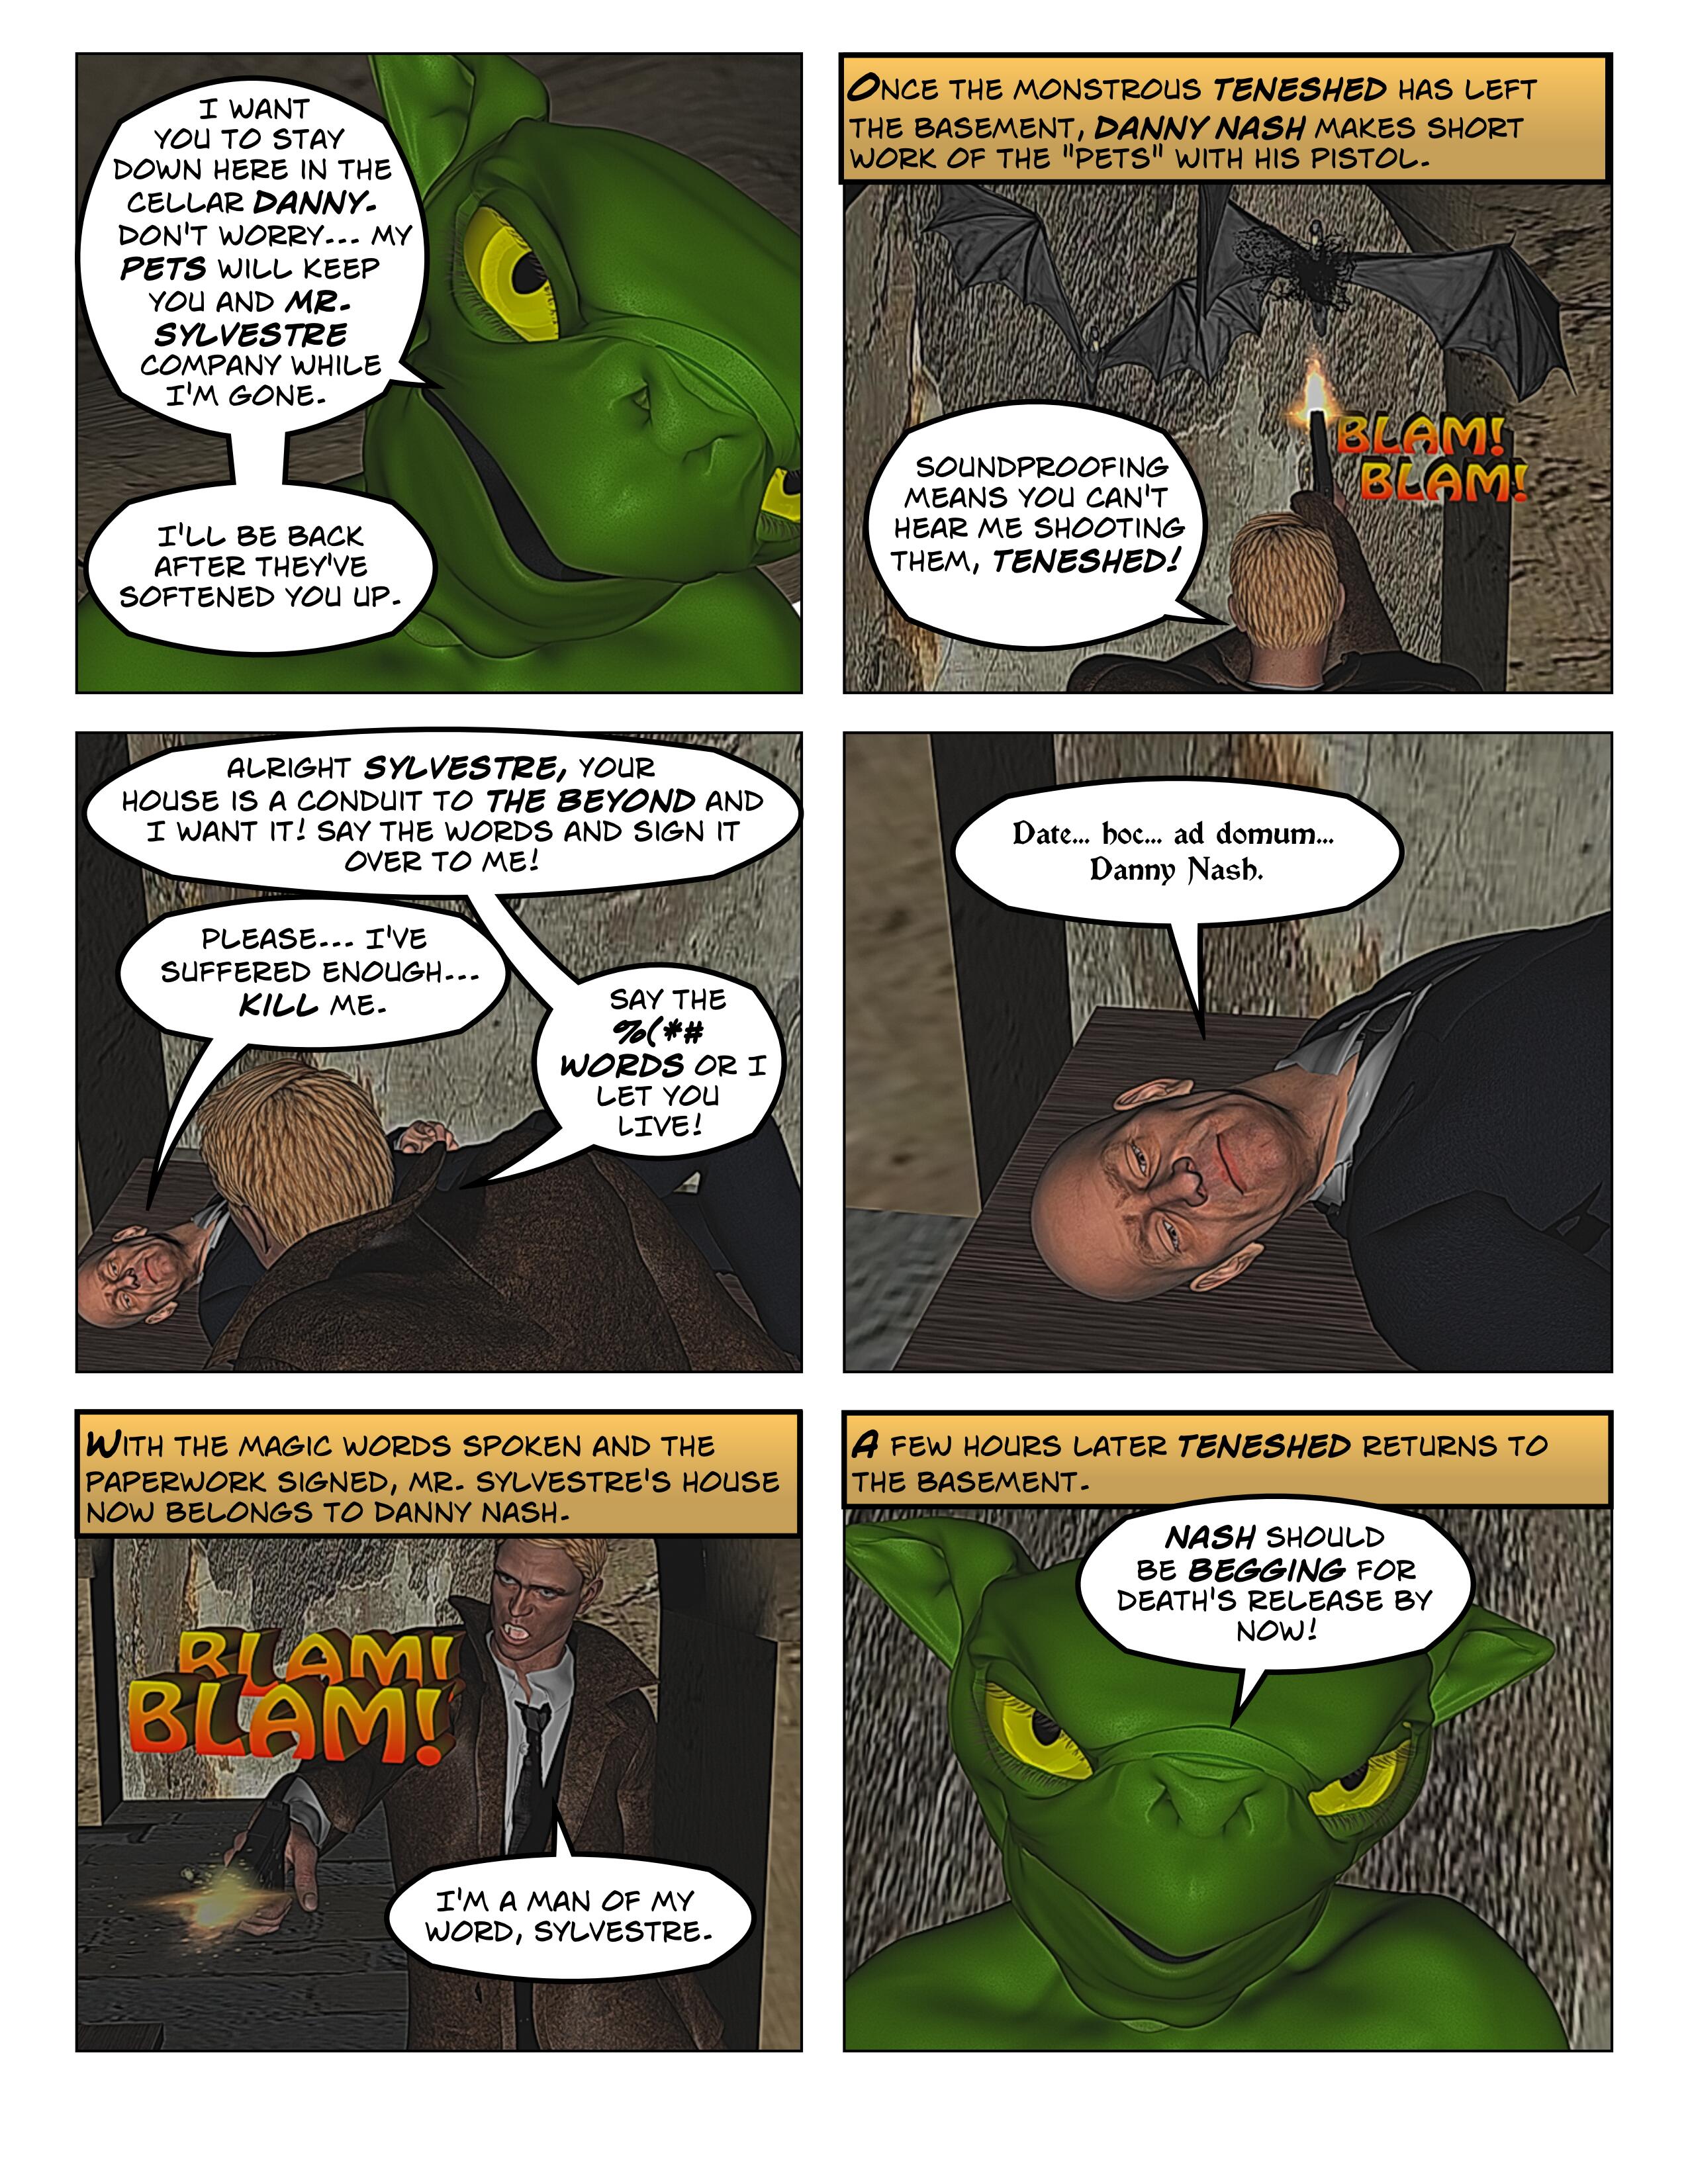 I WANT
YOU TO STAY
DOWN HERE IN THE
CELLAR DANNY.
DON'T WORRY... MY
PETS WILL KEEP
YOU AND MR.
SYLVESTRE
COMPANY WHILE
I'M GONE.
I'LL BE BACK
AFTER THEY'VE
SOFTENED YOU UP.
ONCE THE MONSTROUS TENESHED HAS LEFT
THE BASEMENT, DANNY NASH MAKES SHORT
WORK OF THE "PETS" WITH HIS PISTOL.
BLAM!
BLAM!
SOUNDPROOFING
MEANS YOU CAN'T
HEAR ME SHOOTING
THEM, TENESHED!
ALRIGHT SYLVESTRE, YOUR
HOUSE IS A CONDUIT TO THE BEYOND AND
I WANT IT! SAY THE WORDS AND SIGN IT
OVER TO ME!
PLEASE... I'VE
SUFFERED ENOUGH...
KILL ME.
SAY THE
%(*#
WORDS OR I
LET YOU
LIVE!
Date... hoc... ad domum...
Danny Nash.
WITH THE MAGIC WORDS SPOKEN AND THE
PAPERWORK SIGNED, MR. SYLVESTRE'S HOUSE
NOW BELONGS TO DANNY NASH.
BLAM!
BLAM!
I'M A MAN OF MY
WORD, SYLVESTRE.
A FEW HOURS LATER TENESHED RETURNS TO
THE BASEMENT.
NASH SHOULD
BE BEGGING FOR
DEATH'S RELEASE BY
NOW!